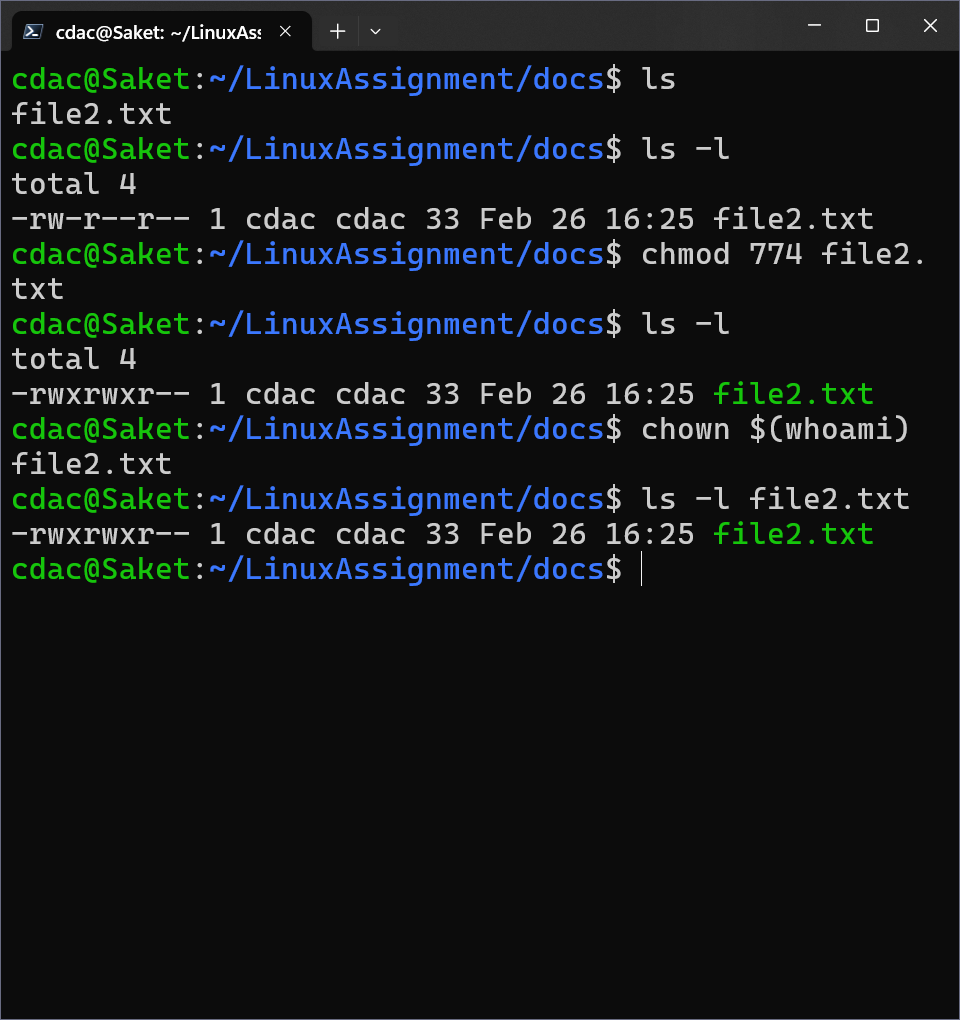 cdac@Saket: ~/LinuxAss
cdac@Saket:~/LinuxAssignment/docs$ ls
file2.txt
cdac@Saket:~/LinuxAssignment/docs$ ls -l
total 4
-rw-r--r-- 1 cdac cdac 33 Feb 26 16:25 file2.txt
cdac@Saket:~/LinuxAssignment/docs$ chmod 774 file2.
txt
cdac@Saket:~/LinuxAssignment/docs$ ls -l
total 4
-rwxrwxr-- 1 cdac cdac 33 Feb 26 16:25 file2.txt
cdac@Saket:~/LinuxAssignment/docs$ chown $(whoami)
file2.txt
cdac@Saket:~/LinuxAssignment/docs$ ls -l file2.txt
-rwxrwxr-- 1 cdac cdac 33 Feb 26 16:25 file2.txt
cdac@Saket:~/LinuxAssignment/docs$